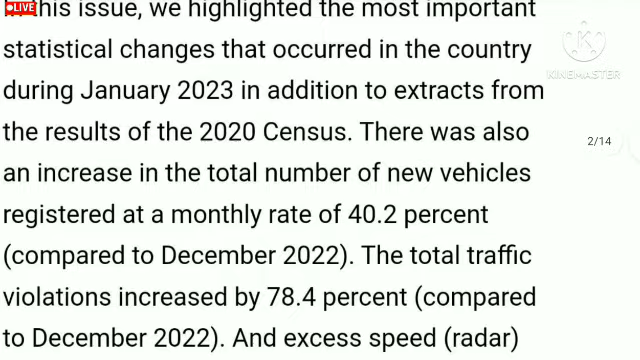 LIVE
this issue, we highlighted the most important
statistical changes that occurred in the country
during January 2023 in addition to extracts from
the results of the 2020 Census. There was also
an increase in the total number of new vehicles
registered at a monthly rate of 40.2 percent
(compared to December 2022). The total traffic
violations increased by 78.4 percent (compared
to December 2022). And excess speed (radar)
K
KINEMASTER
2/14